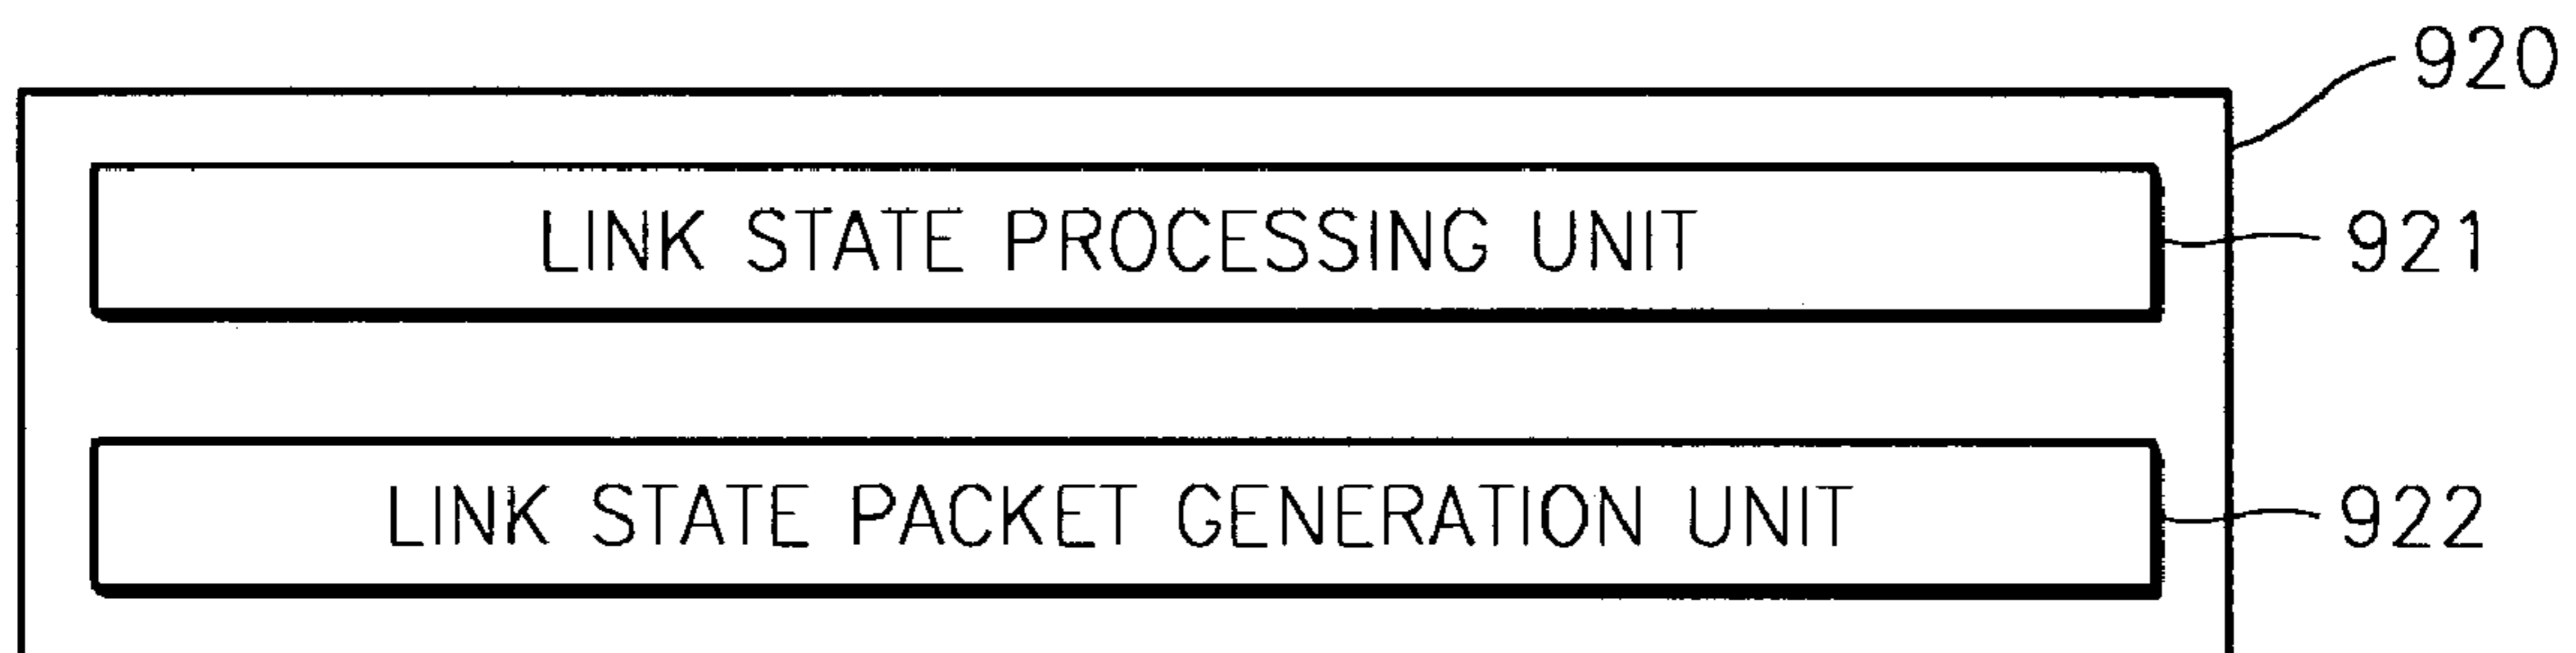 920
LINK STATE PROCESSING UNIT
921
LINK STATE PACKET GENERATION UNIT
922